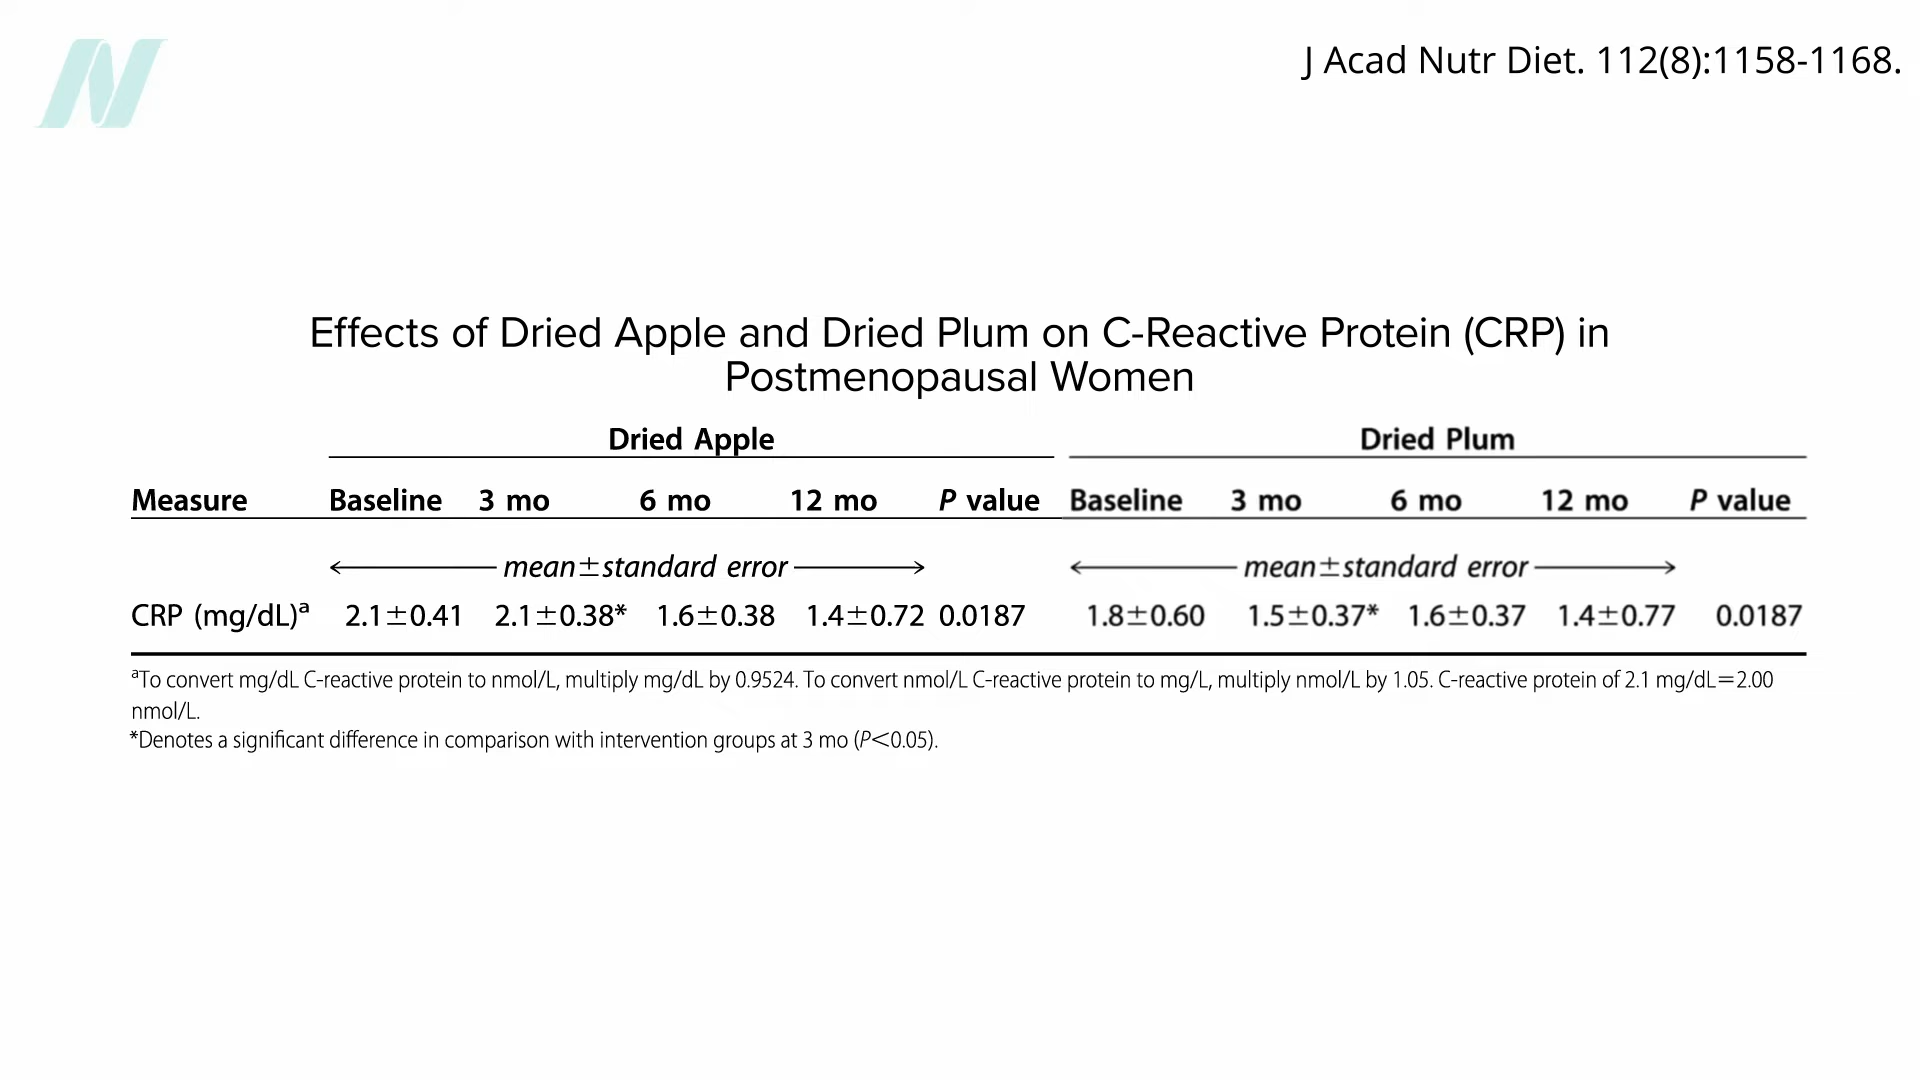 J Acad Nutr Diet. 112(8):1158-1168.
Effects of Dried Apple and Dried Plum on C-Reactive Protein (CRP) in
Postmenopausal Women
Dried Apple Dried Plum
Measure Baseline 3 mo 6 mo 12 mo P value Baseline 3 mo 6 mo 12 mo P value
mean±standard error mean±standard error
CRP (mg/dL)ᵃ 2.1±0.41 2.1±0.38* 1.6±0.38 1.4±0.72 0.0187 1.8±0.60 1.5±0.37* 1.6±0.37 1.4±0.77 0.0187
ᵃTo convert mg/dL C-reactive protein to nmol/L, multiply mg/dL by 0.9524. To convert nmol/L C-reactive protein to mg/L, multiply nmol/L by 1.05. C-reactive protein of 2.1 mg/dL=2.00
nmol/L.
*Denotes a significant difference in comparison with intervention groups at 3 mo (P<0.05).